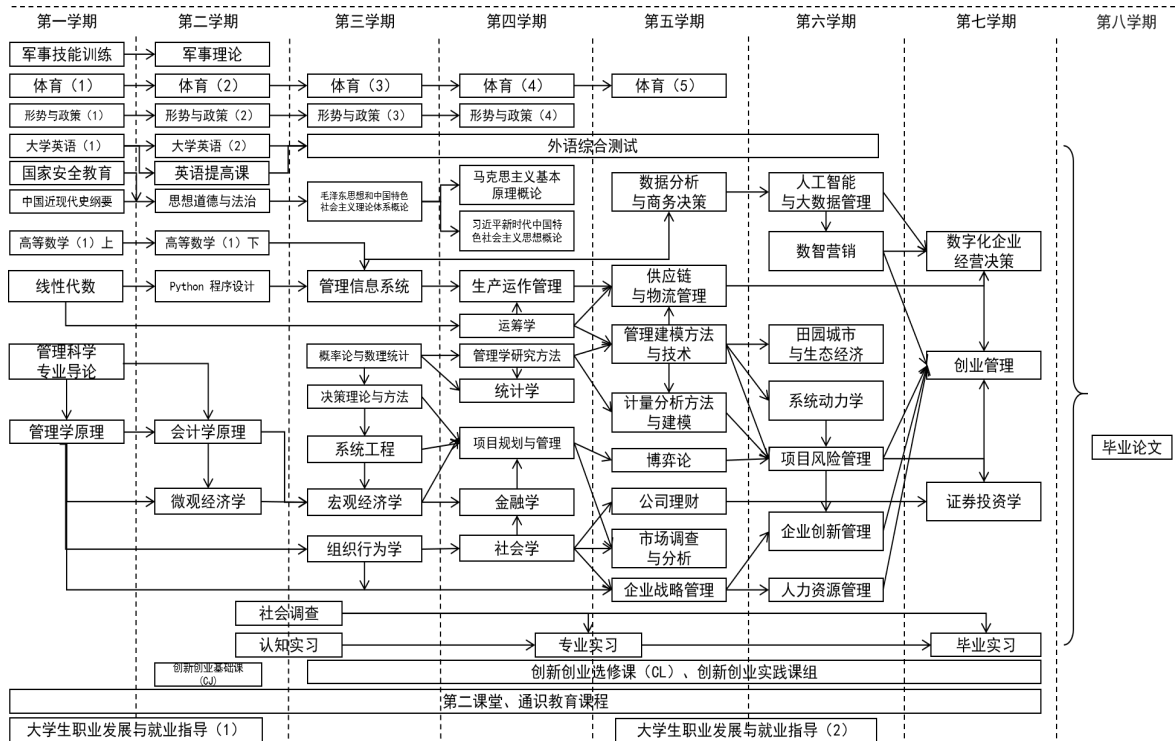 第一学期
第二学期
第三学期
第四学期
第五学期
第六学期
第七学期
第八学期
军事技能训练
军事理论
体育（1）
体育（2）
体育（3）
体育（4）
体育（5）
形势与政策（1）
形势与政策（2）
形势与政策（3）
形势与政策（4）
大学英语（1）
大学英语（2）
外语综合测试
国家安全教育
英语提高课
中国近现代史纲要
思想道德与法治
毛泽东思想和中国特色
社会主义理论体系概论
马克思主义基本
原理概论
习近平新时代中国特
色社会主义思想概论
数据分析
与商务决策
人工智能
与大数据管理
高等数学（1）上
高等数学（1）下
数智营销
数字化企业
经营决策
线性代数
Python 程序设计
管理信息系统
生产运作管理
供应链
与物流管理
运筹学
管理建模方法
与技术
田园城市
与生态经济
管理科学
专业导论
概率论与数理统计
管理学研究方法
创业管理
决策理论与方法
统计学
计量分析方法
与建模
系统动力学
管理学原理
会计学原理
系统工程
项目规划与管理
博弈论
项目风险管理
微观经济学
宏观经济学
金融学
公司理财
证券投资学
组织行为学
社会学
市场调查
与分析
企业创新管理
企业战略管理
人力资源管理
毕业论文
社会调查
认知实习
专业实习
毕业实习
创新创业基础课
（CJ）
创新创业选修课（CL）、创新创业实践课组
第二课堂、通识教育课程
大学生职业发展与就业指导（1）
大学生职业发展与就业指导（2）